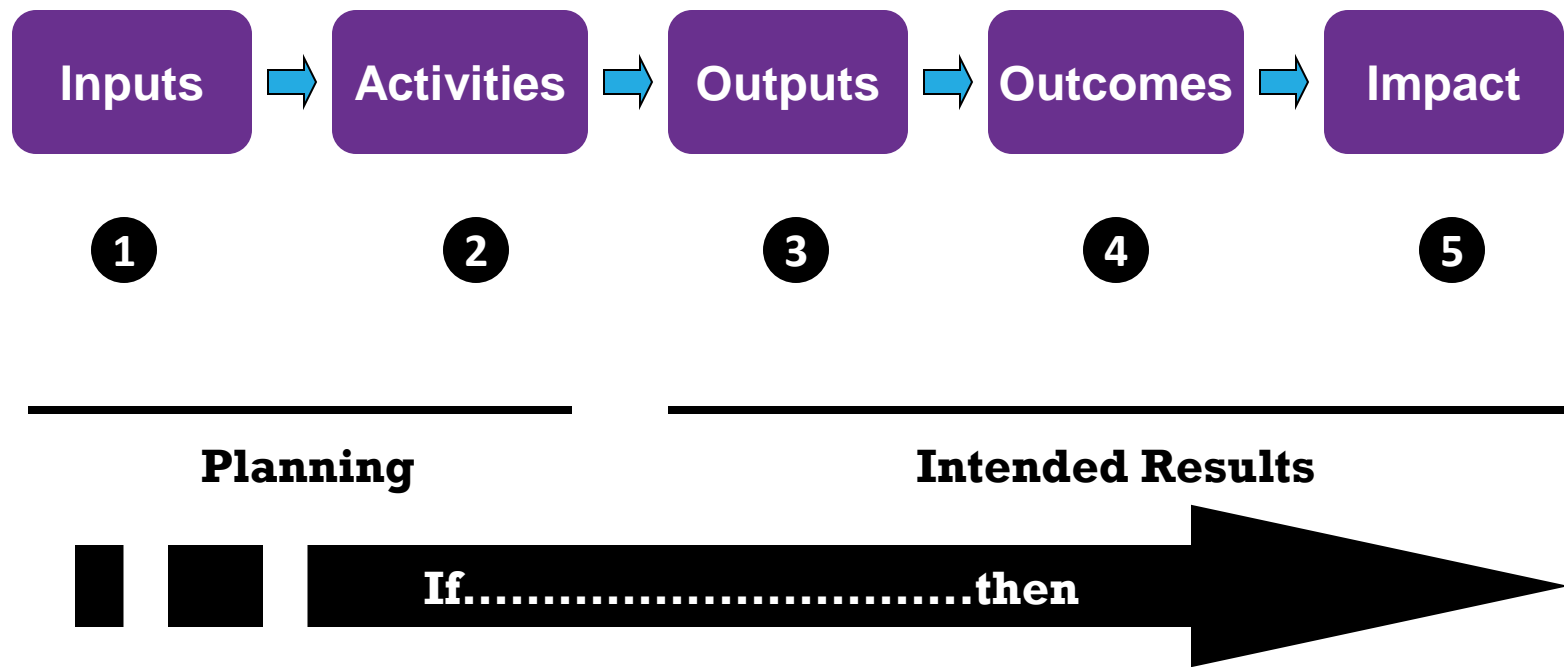 Inputs Activities Outputs Outcomes Impact
1 2 3 4 5
Planning Intended Results
If................................then